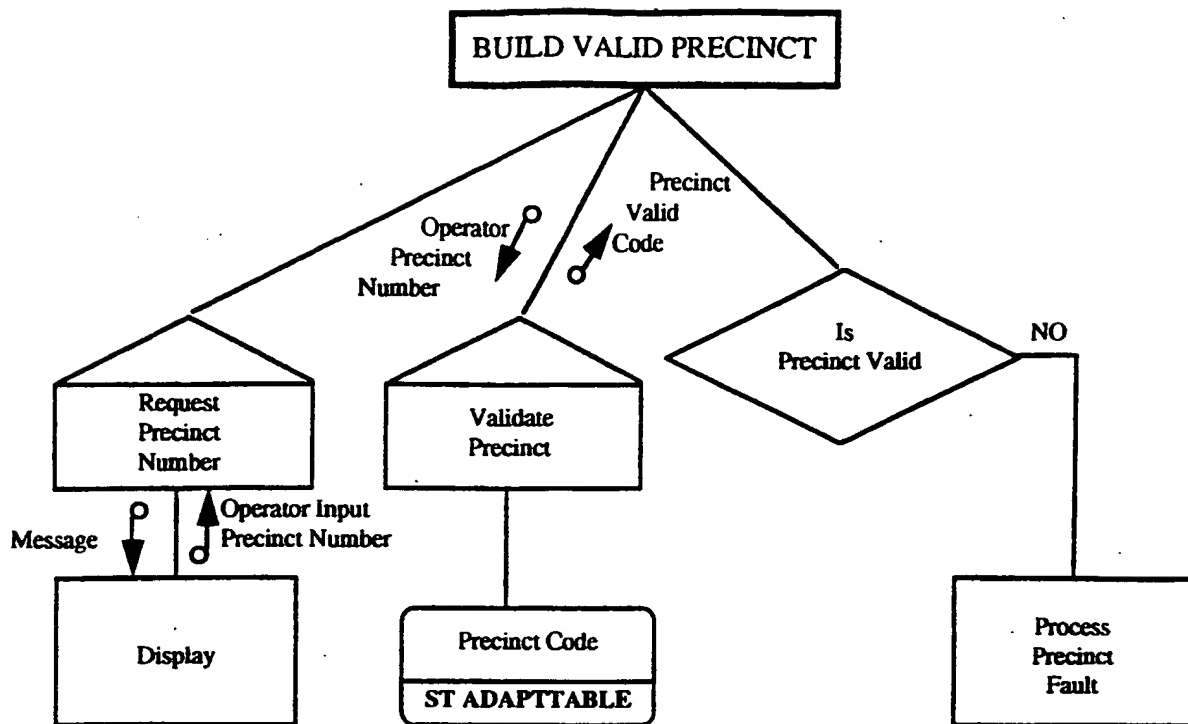 BUILD VALID PRECINCT
Operator
Precinct
Number
Precinct
Valid
Code
Request
Precinct
Number
Validate
Precinct
Is
Precinct Valid
NO
Message
Operator Input
Precinct Number
Display
Precinct Code
ST ADAPTTABLE
Process
Precinct
Fault